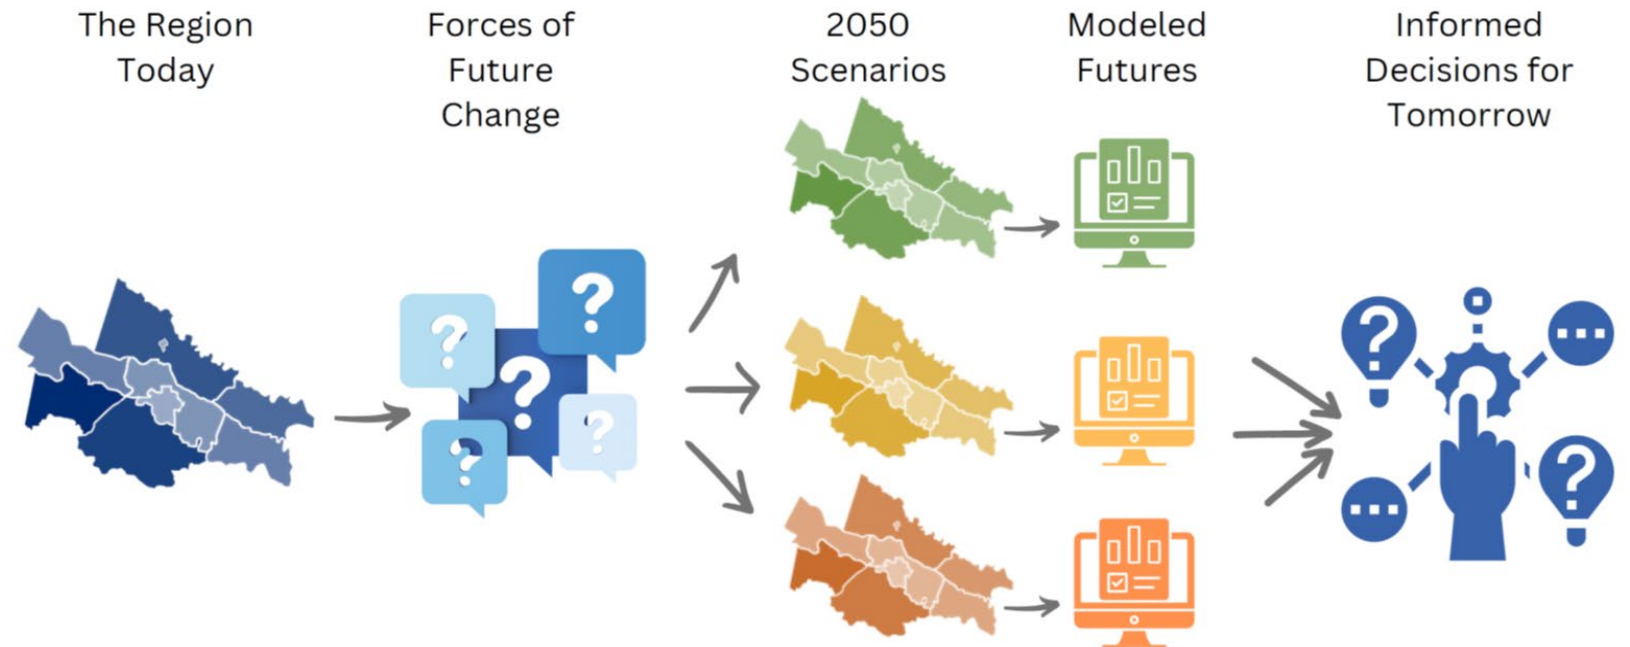 The Region
Today
Forces of
Future
Change
2050
Scenarios
Modeled
Futures
Informed
Decisions for
Tomorrow
?
?
?
?
?
?
?